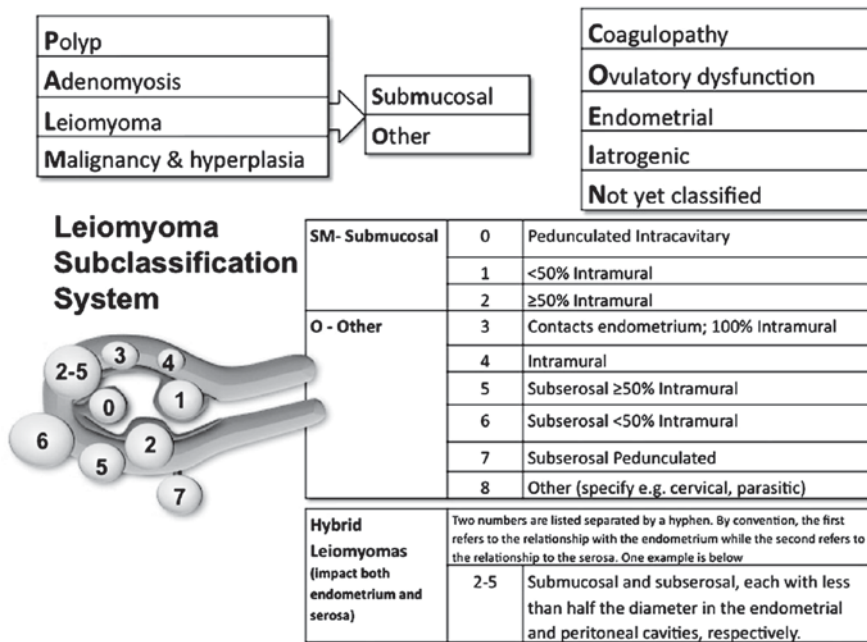 Polyp
Adenomyosis
Leiomyoma
Malignancy & hyperplasia
Submucosal
Other
Coagulopathy
Ovulatory dysfunction
Endometrial
Iatrogenic
Not yet classified
Leiomyoma
Subclassification
System
SM- Submucosal
0 Pedunculated Intracavitary
1 <50% Intramural
2 ≥50% Intramural
O - Other
3 Contacts endometrium; 100% Intramural
4 Intramural
5 Subserosal ≥50% Intramural
6 Subserosal <50% Intramural
7 Subserosal Pedunculated
8 Other (specify e.g. cervical, parasitic)
3
4
2-5
0
1
6
2
5
7
Hybrid
Leiomyomas
(impact both
endometrium and
serosa)
Two numbers are listed separated by a hyphen. By convention, the first
refers to the relationship with the endometrium while the second refers to
the relationship to the serosa. One example is below
2-5 Submucosal and subserosal, each with less
than half the diameter in the endometrial
and peritoneal cavities, respectively.